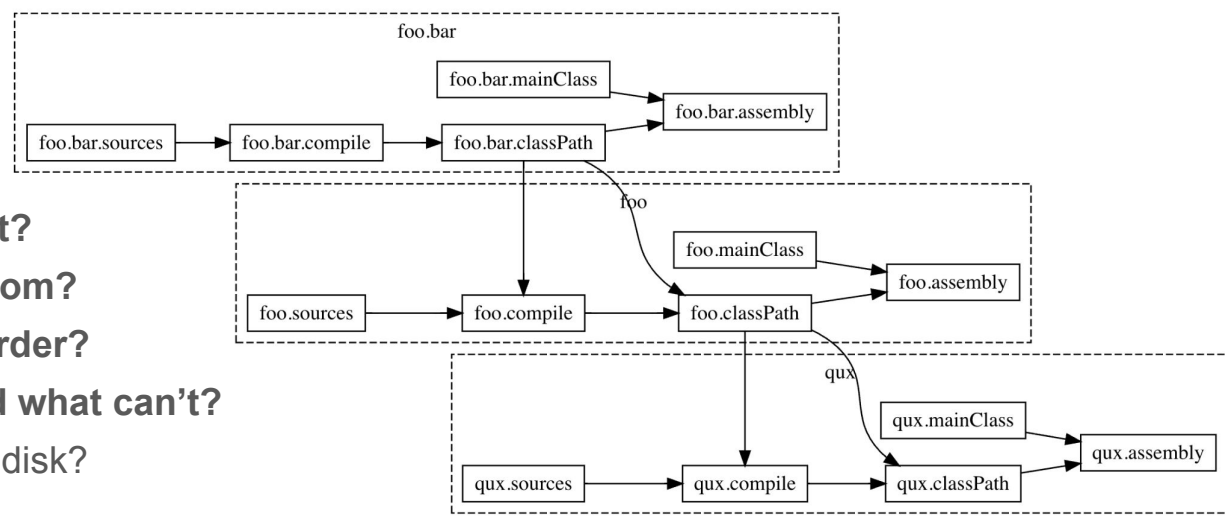 foo.bar
foo.bar.mainClass
foo.bar.assembly
foo.bar.sources
foo.bar.compile
foo.bar.classPath
foo
foo.mainClass
foo.assembly
foo.sources
foo.compile
foo.classPath
qux
qux.mainClass
qux.assembly
qux.sources
qux.compile
qux.classPath
t?
om?
rder?
d what can't?
disk?